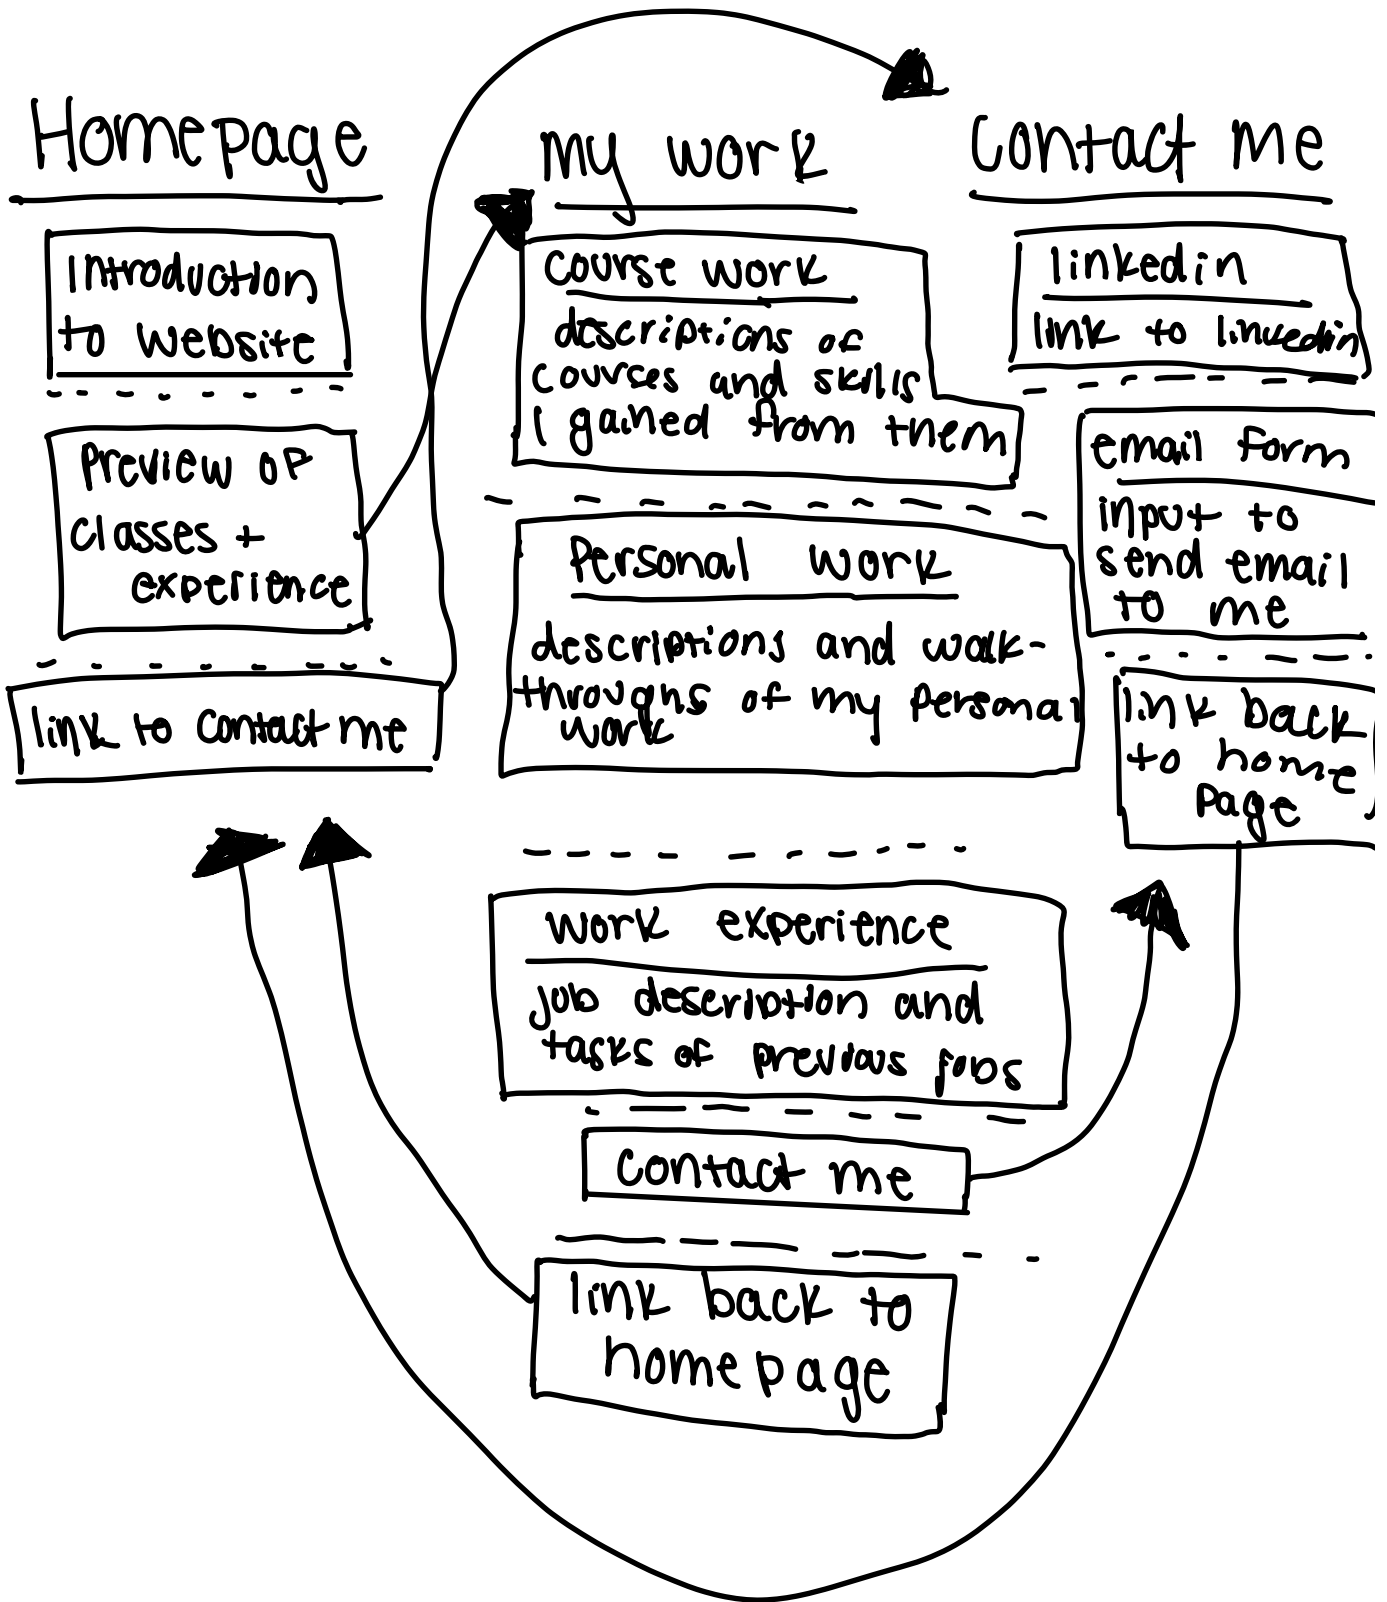 Homepage
Introduction
to website
Preview of
classes +
experience
link to contact me
my work
course work
descriptions of
courses and skills
I gained from them
Personal work
descriptions and walk-
throughs of my personal
work
work experience
job description and
tasks of previous jobs
contact me
link back to
homepage
contact me
linkedin
link to linkedin
email form
input to
send email
to me
link back
to home
page